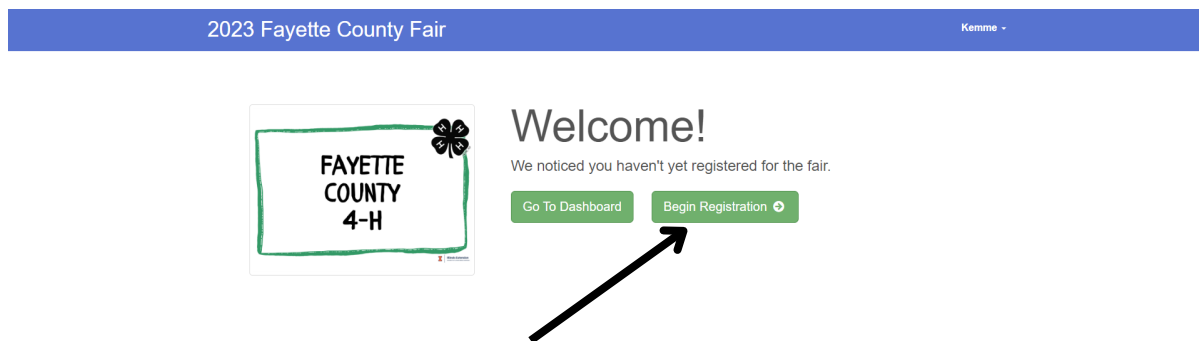 2023 Fayette County Fair
Kemme
Welcome!
We noticed you haven't yet registered for the fair.
FAYETTE
COUNTY
4-H
H H
H H
Go To Dashboard
Begin Registration